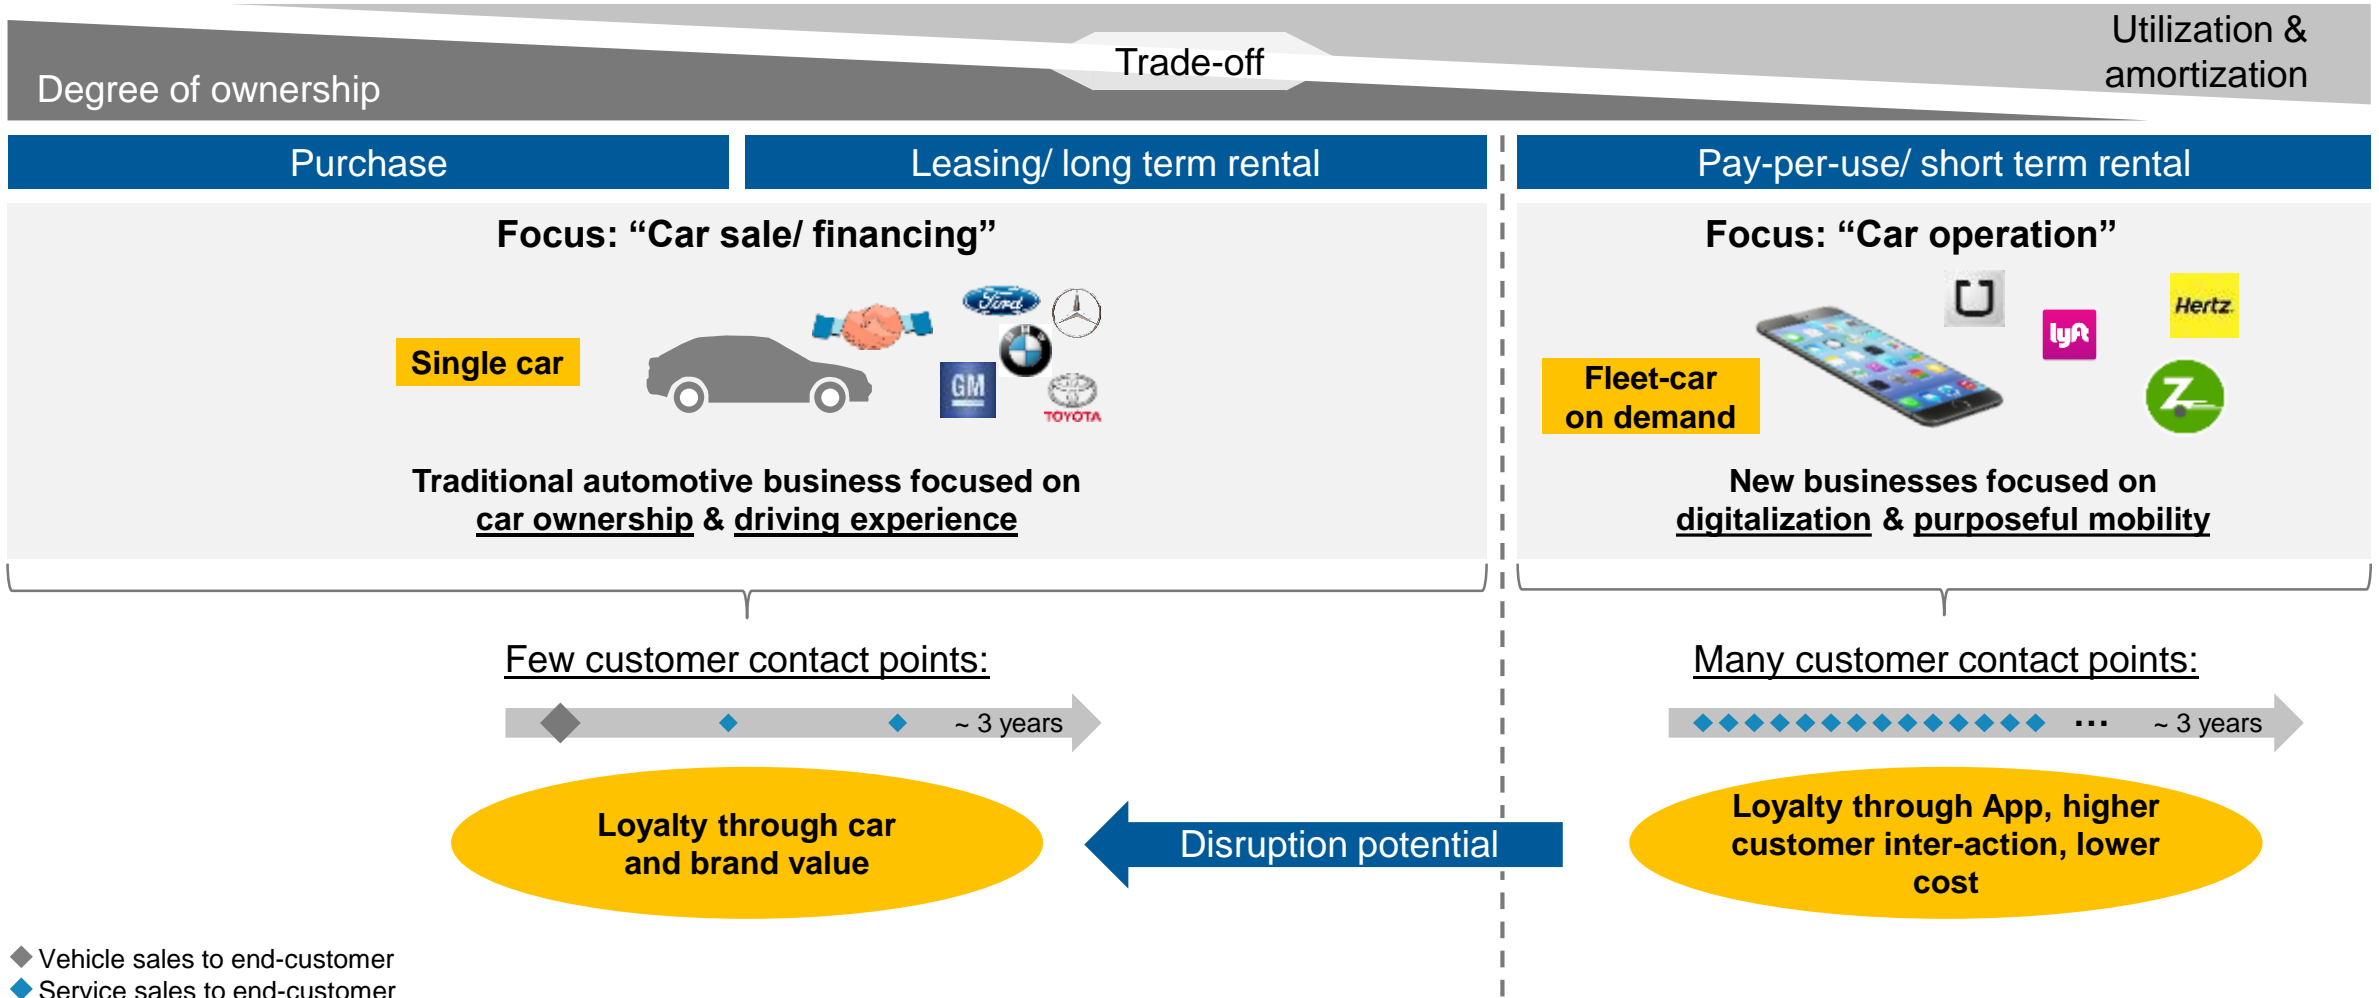 Utilization &
amortization
Trade-off
Degree of ownership
Purchase
Leasing/ long term rental
Pay-per-use/ short term rental
Focus: “Car sale/ financing”
Focus: “Car operation”
Ford
GM
TOYOTA
Single car
lyft
Hertz.
Z
Fleet-car
on demand
Traditional automotive business focused on
car ownership & driving experience
New businesses focused on
digitalization & purposeful mobility
Few customer contact points:
Many customer contact points:
~ 3 years
... ~ 3 years
Loyalty through car
and brand value
Disruption potential
Loyalty through App, higher
customer inter-action, lower
cost
Vehicle sales to end-customer
Service sales to end-customer